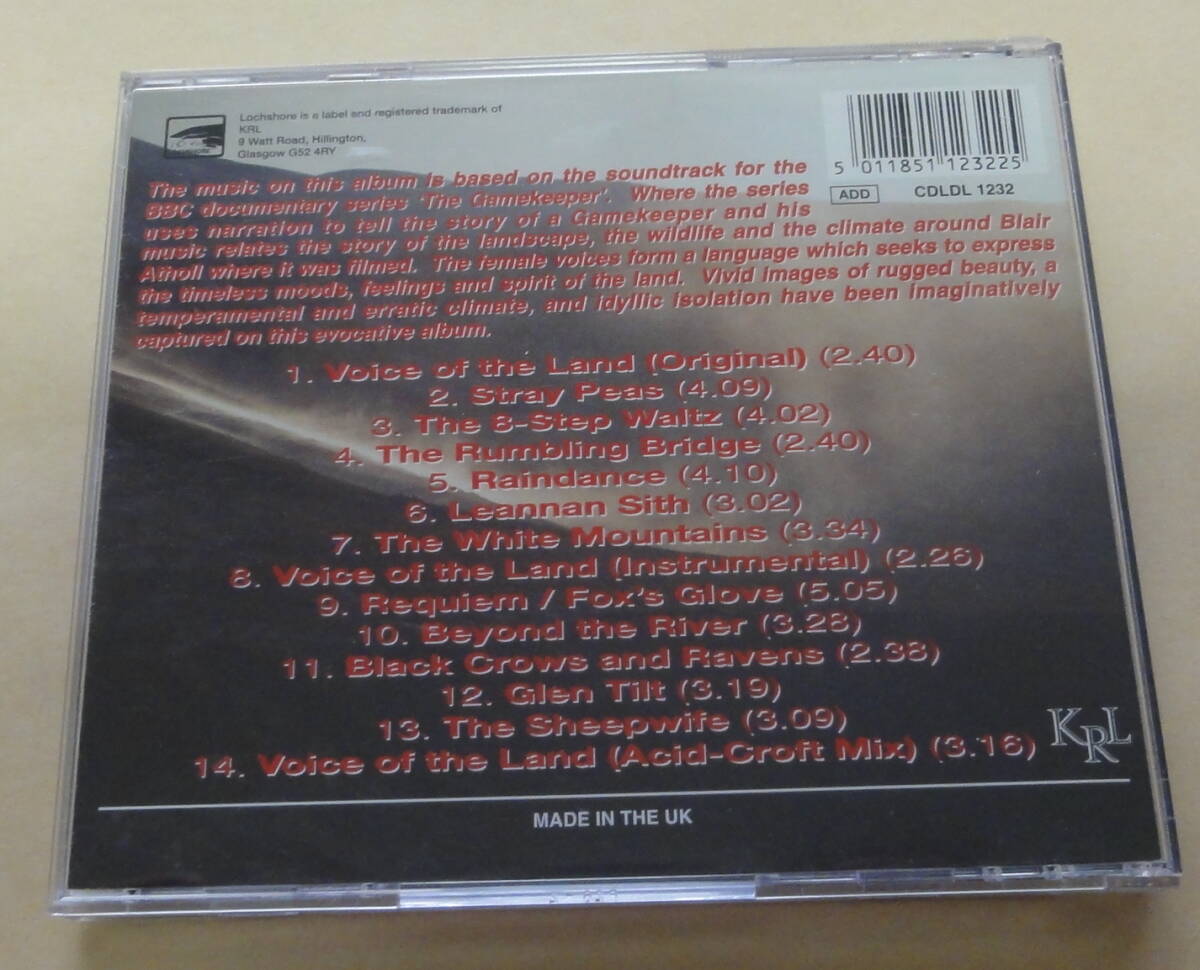 Lochshore is a label and registered trademark of
KRL
9 Watt Road, Hillington,
Glasgow G52 4RY
5 011851 123225
ADD
CDLDL 1232
The music on this album is based on the soundtrack for the
BBC documentary series 'The Gamekeeper'. Where the series
uses narration to tell the story of a Gamekeeper and his
music relates the story of the landscape, the wildlife and the climate around Blair
Atholl where it was filmed. The female voices form a language which seeks to express
the timeless moods, feelings and spirit of the land. Vivid images of rugged beauty, a
temperamental and erratic climate, and idyllic isolation have been imaginatively
captured on this evocative album.
1. Voice of the Land (Original) (2.40)
2. Stray Peas (4.09)
3. The 8-Step Waltz (4.02)
4. The Rumbling Bridge (2.40)
5. Raindance (4.10)
6. Leannan Sith (3.02)
7. The White Mountains (3.34)
8. Voice of the Land (Instrumental) (2.26)
9. Requiem / Fox's Glove (5.05)
10. Beyond the River (3.28)
11. Black Crows and Ravens (2.38)
12. Glen Tilt (3.19)
13. The Sheepwife (3.09)
14. Voice of the Land (Acid-Croft Mix) (3.16)
KRL
MADE IN THE UK